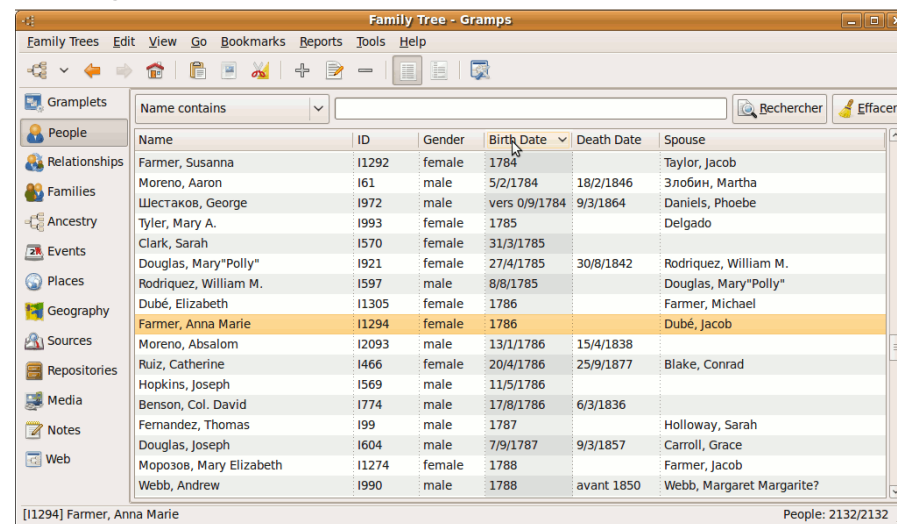 Family Tree - Gramps
Family Trees Edit View Go Bookmarks Reports Tools Help
Gramplets
People
Relationships
Families
Ancestry
Events
Places
Geography
Sources
Repositories
Media
Notes
Web
Name contains Rechercher Effacer
Name ID Gender Birth Date Death Date Spouse
Farmer, Susanna I1292 female 1784 Taylor, Jacob
Moreno, Aaron I61 male 5/2/1784 18/2/1846 Злобин, Martha
Шестаков, George I972 male vers 0/9/1784 9/3/1864 Daniels, Phoebe
Tyler, Mary A. I993 female 1785 Delgado
Clark, Sarah I570 female 31/3/1785
Douglas, Mary"Polly" I921 female 27/4/1785 30/8/1842 Rodriquez, William M.
Rodriquez, William M. I597 male 8/8/1785 Douglas, Mary"Polly"
Dubé, Elizabeth I1305 female 1786 Farmer, Michael
Farmer, Anna Marie I1294 female 1786 Dubé, Jacob
Moreno, Absalom I2093 male 13/1/1786 15/4/1838
Ruiz, Catherine I466 female 20/4/1786 25/9/1877 Blake, Conrad
Hopkins, Joseph I569 male 11/5/1786
Benson, Col. David I774 male 17/8/1786 6/3/1836
Fernandez, Thomas I99 male 1787 Holloway, Sarah
Douglas, Joseph I604 male 7/9/1787 9/3/1857 Carroll, Grace
Морозов, Mary Elizabeth I1274 female 1788 Farmer, Jacob
Webb, Andrew I990 male 1788 avant 1850 Webb, Margaret Margarite?
[I1294] Farmer, Anna Marie People: 2132/2132